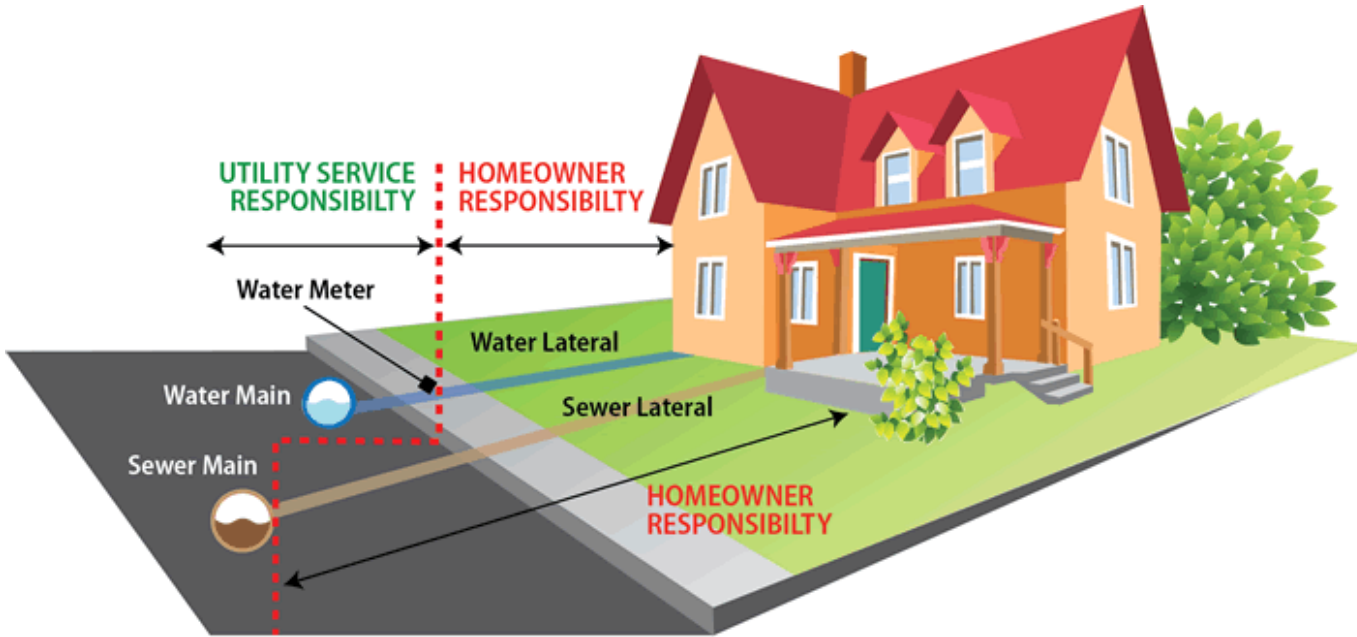 UTILITY SERVICE
RESPONSIBILTY
HOMEOWNER
RESPONSIBILTY
Water Meter
Water Lateral
Water Main
Sewer Lateral
Sewer Main
HOMEOWNER
RESPONSIBILTY